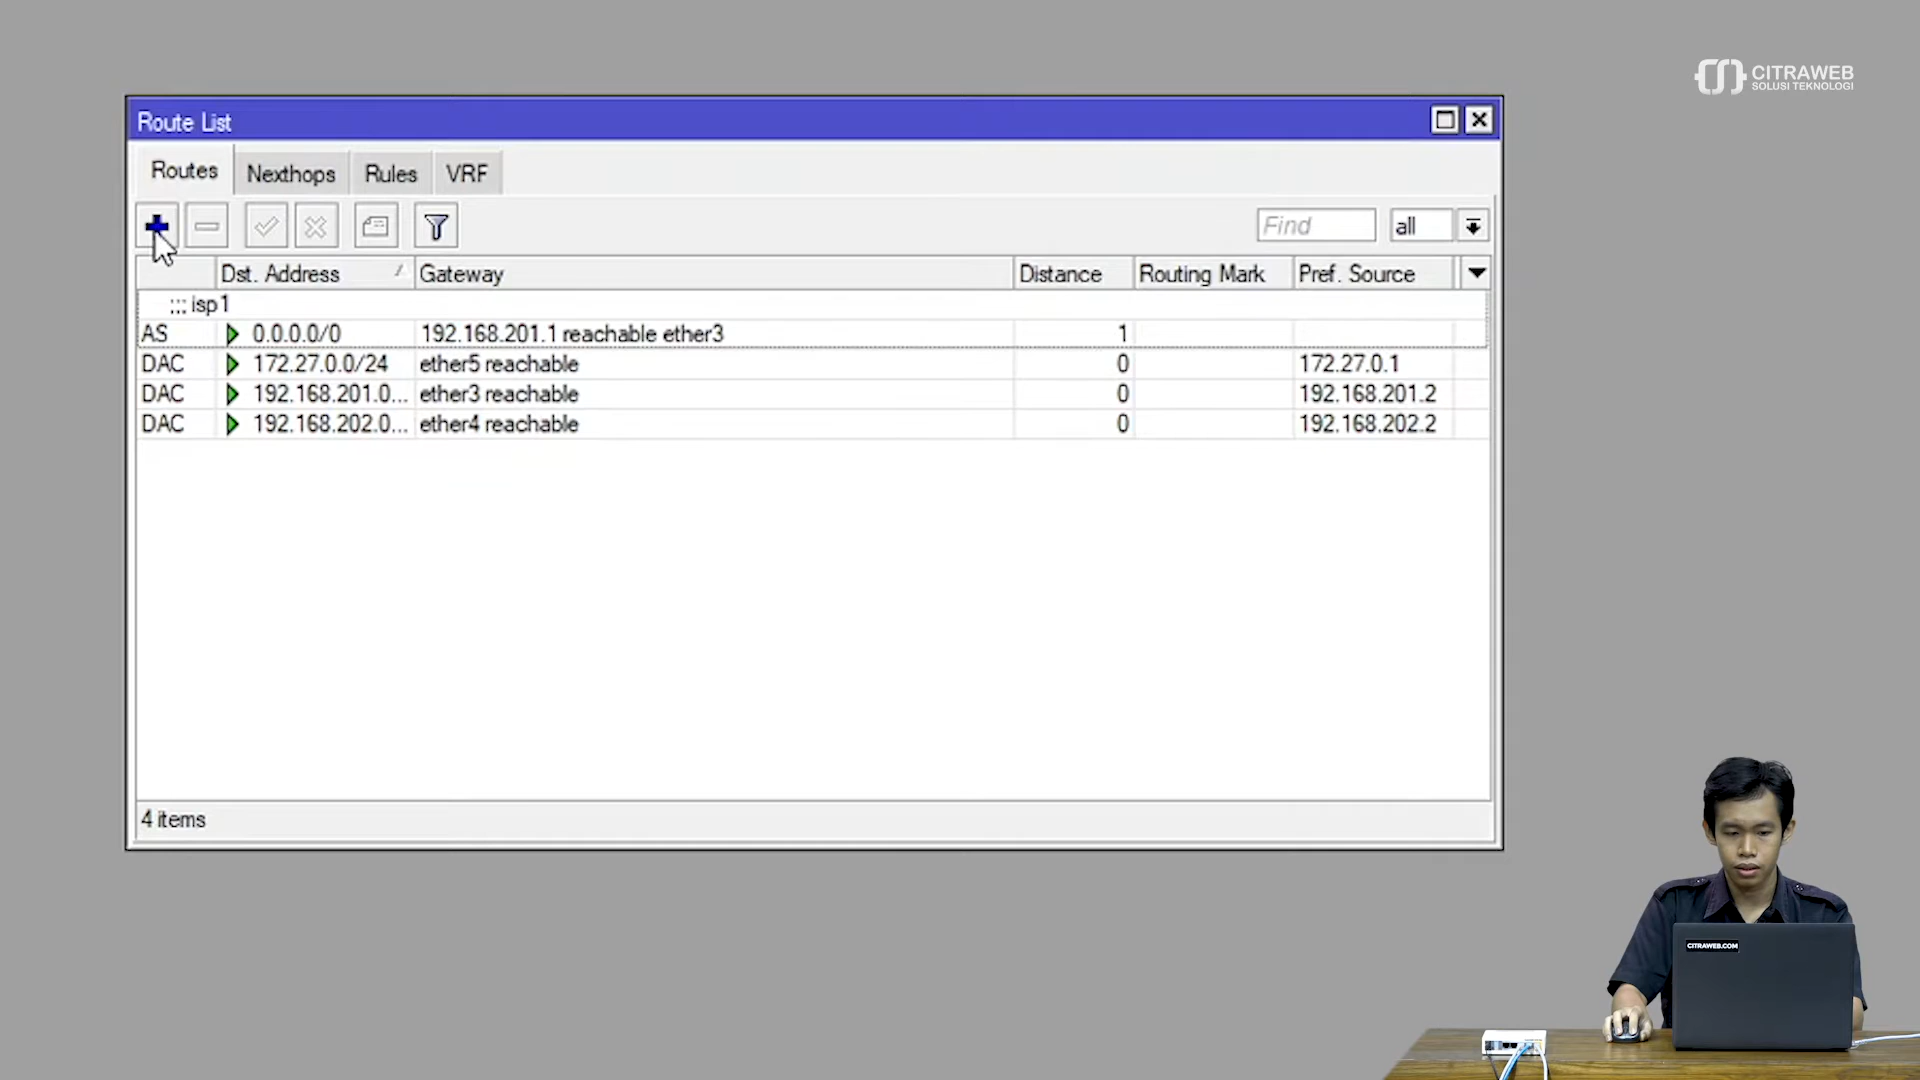 CITRAWEB
SOLUSI TEKNOLOGI
Route List
Routes Nexthops Rules VRF
Find all
Dst. Address Gateway Distance Routing Mark Pref. Source
;;; isp1
AS 0.0.0.0/0 192.168.201.1 reachable ether3 1
DAC 172.27.0.0/24 ether5 reachable 0 172.27.0.1
DAC 192.168.201.0... ether3 reachable 0 192.168.201.2
DAC 192.168.202.0... ether4 reachable 0 192.168.202.2
4 items
CITRAWEB.COM